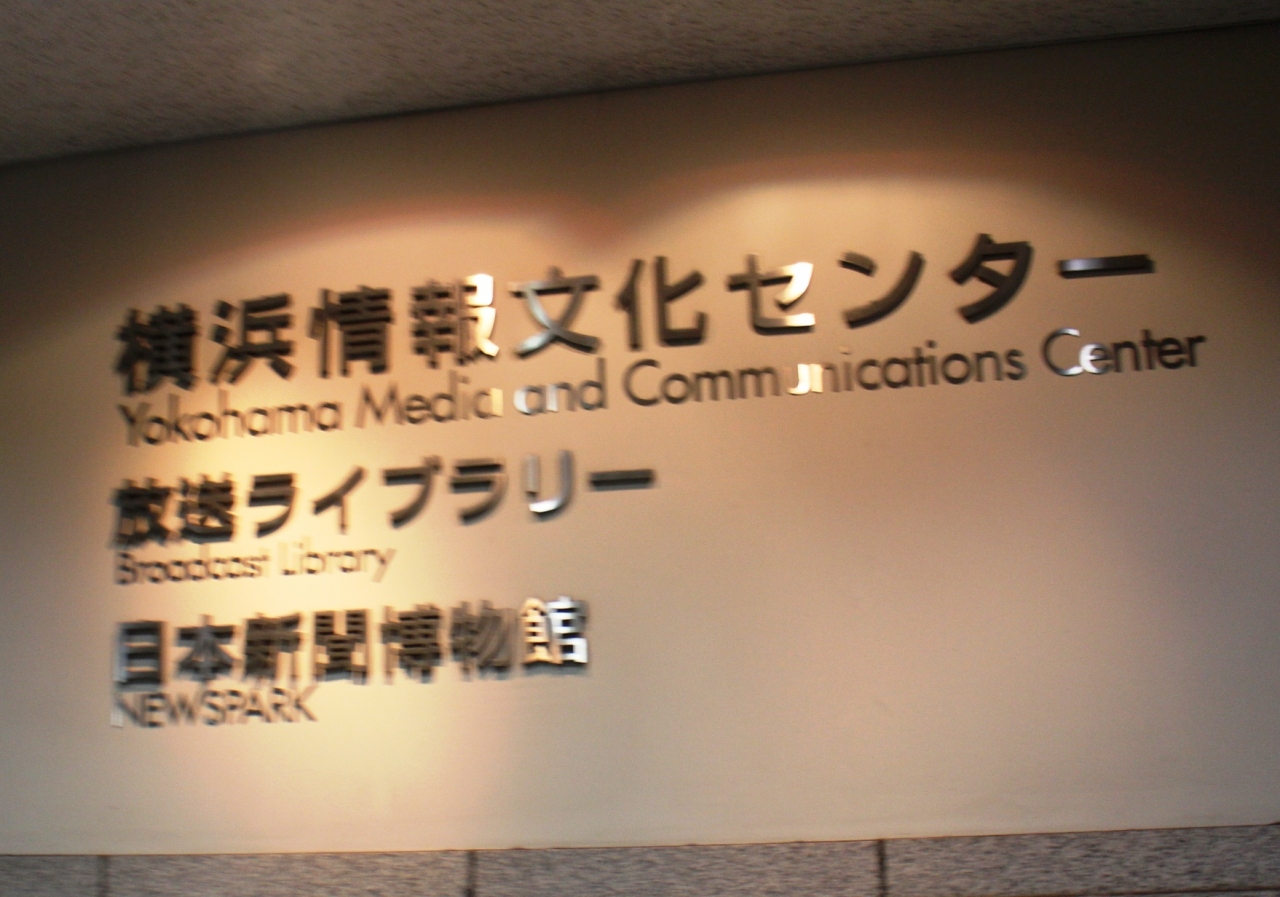 横浜情報文化センター
Yokohama Media and Communications Center
放送ライブラリー
Broadcast Library
日本新聞博物館
NEWSPARK